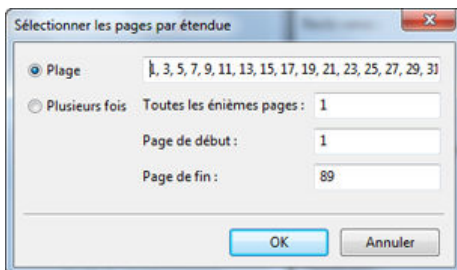 Sélectionner les pages par étendue
Plage 1, 3, 5, 7, 9, 11, 13, 15, 17, 19, 21, 23, 25, 27, 29, 31
Plusieurs fois Toutes les énièmes pages : 1
Page de début : 1
Page de fin : 89
OK Annuler